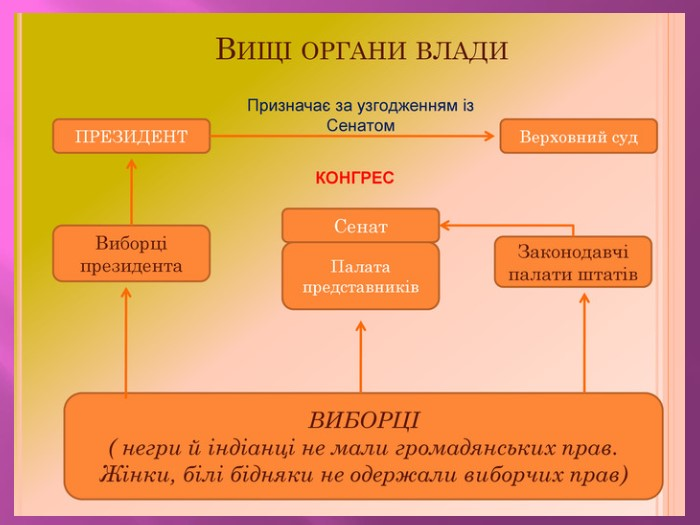 ВИЩІ ОРГАНИ ВЛАДИ
Призначає за узгодженням із
Сенатом
ПРЕЗИДЕНТ
Верховний суд
КОНГРЕС
Сенат
Виборці
президента
Палата
представників
Законодавчі
палати штатів
ВИБОРЦІ
( негри й індіанці не мали громадянських прав.
Жінки, білі бідняки не одержали виборчих прав)